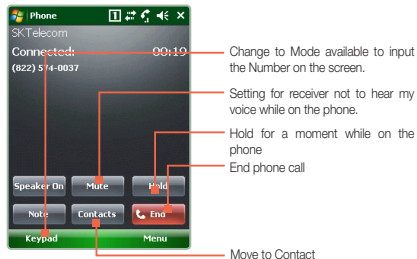 Phone
SKTelecom
Connected: 00:19
(822) 574-0037
Speaker On Mute Hold
Note Contacts End
Keypad Menu
Change to Mode available to input
the Number on the screen.
Setting for receiver not to hear my
voice while on the phone.
Hold for a moment while on the
phone
End phone call
Move to Contact